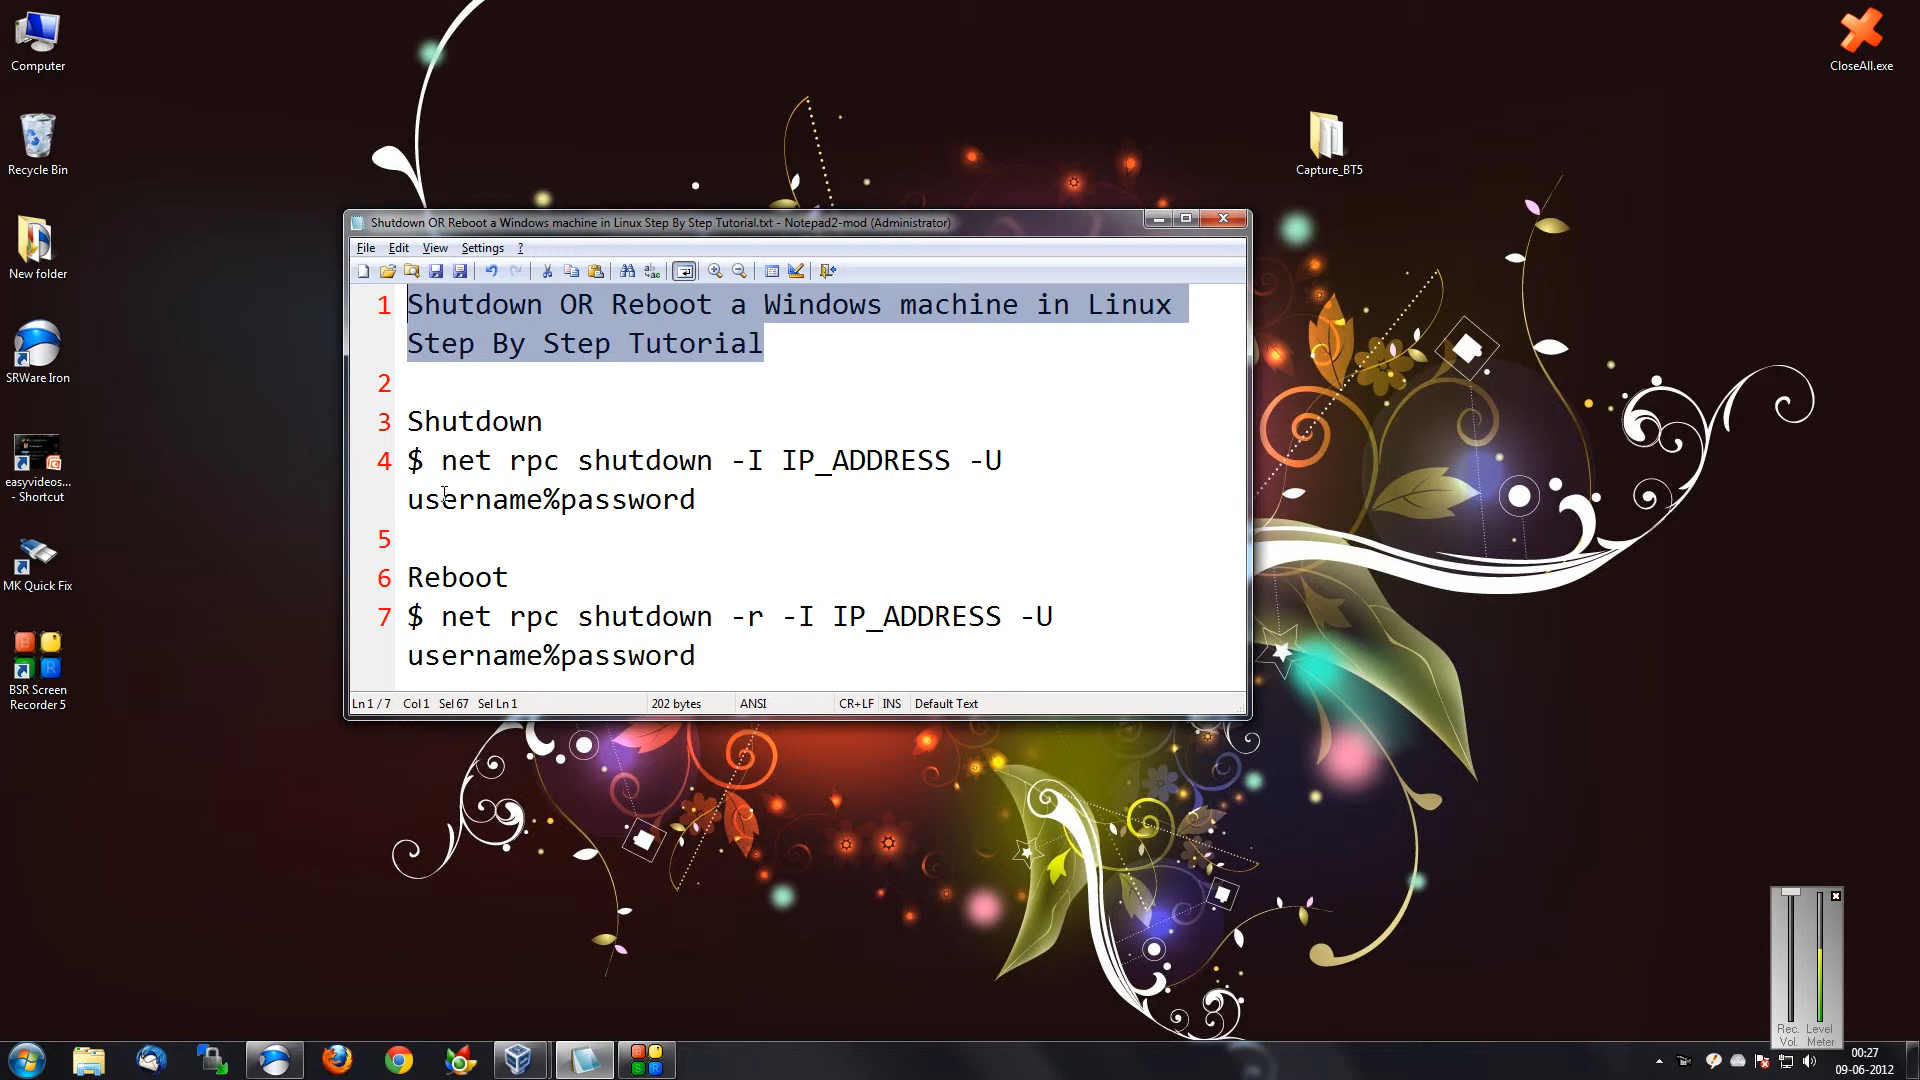 Computer
CloseAll.exe
Recycle Bin
Capture_BT5
New folder
SRWare Iron
easyvideos...
- Shortcut
MK Quick Fix
BSR Screen
Recorder 5
Shutdown OR Reboot a Windows machine in Linux Step By Step Tutorial.txt - Notepad2-mod (Administrator)
File Edit View Settings ?
1 Shutdown OR Reboot a Windows machine in Linux
Step By Step Tutorial
2
3 Shutdown
4 $ net rpc shutdown -I IP_ADDRESS -U
username%password
5
6 Reboot
7 $ net rpc shutdown -r -I IP_ADDRESS -U
username%password
Ln 1 / 7 Col 1 Sel 67 Sel Ln 1 202 bytes ANSI CR+LF INS Default Text
Rec. Level
Vol. Meter
B
S R
00:27
09-06-2012